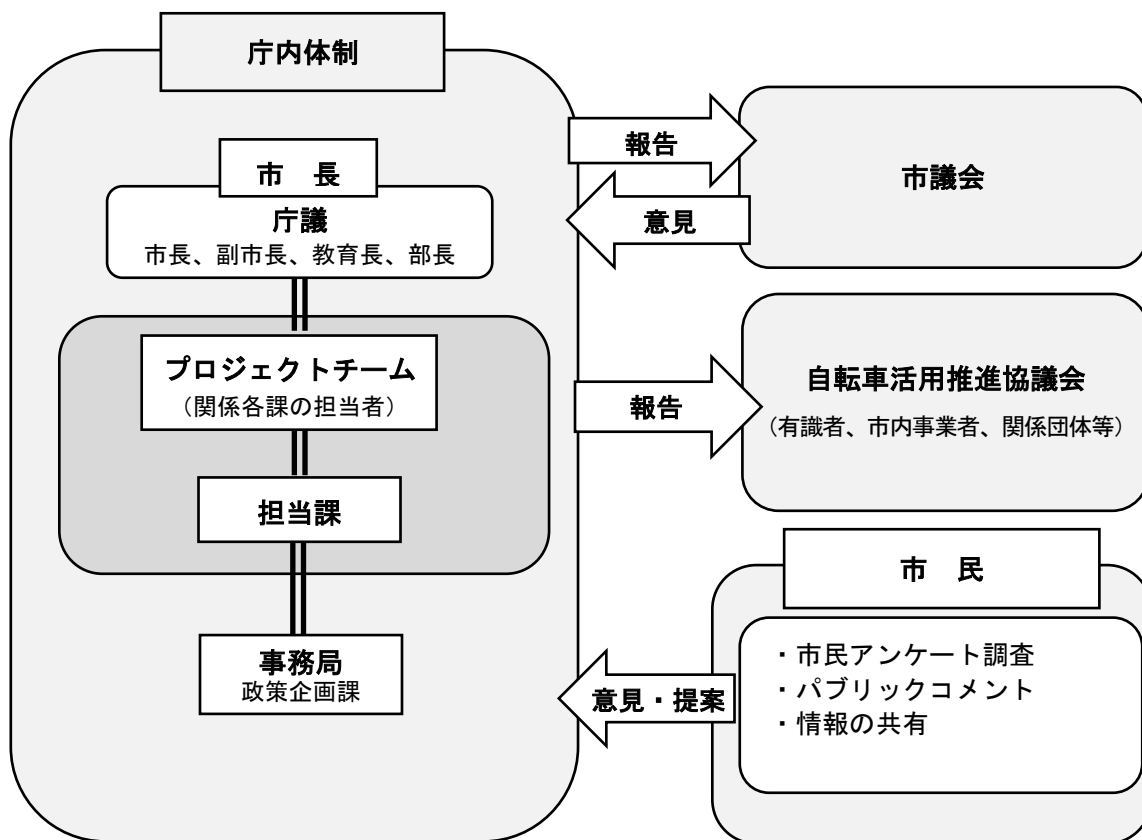 庁内体制
市　長
庁議
市長、副市長、教育長、部長
プロジェクトチーム
（関係各課の担当者）
担当課
事務局
政策企画課
報告
意見
市議会
報告
自転車活用推進協議会
（有識者、市内事業者、関係団体等）
意見・提案
市　民
・市民アンケート調査
・パブリックコメント
・情報の共有